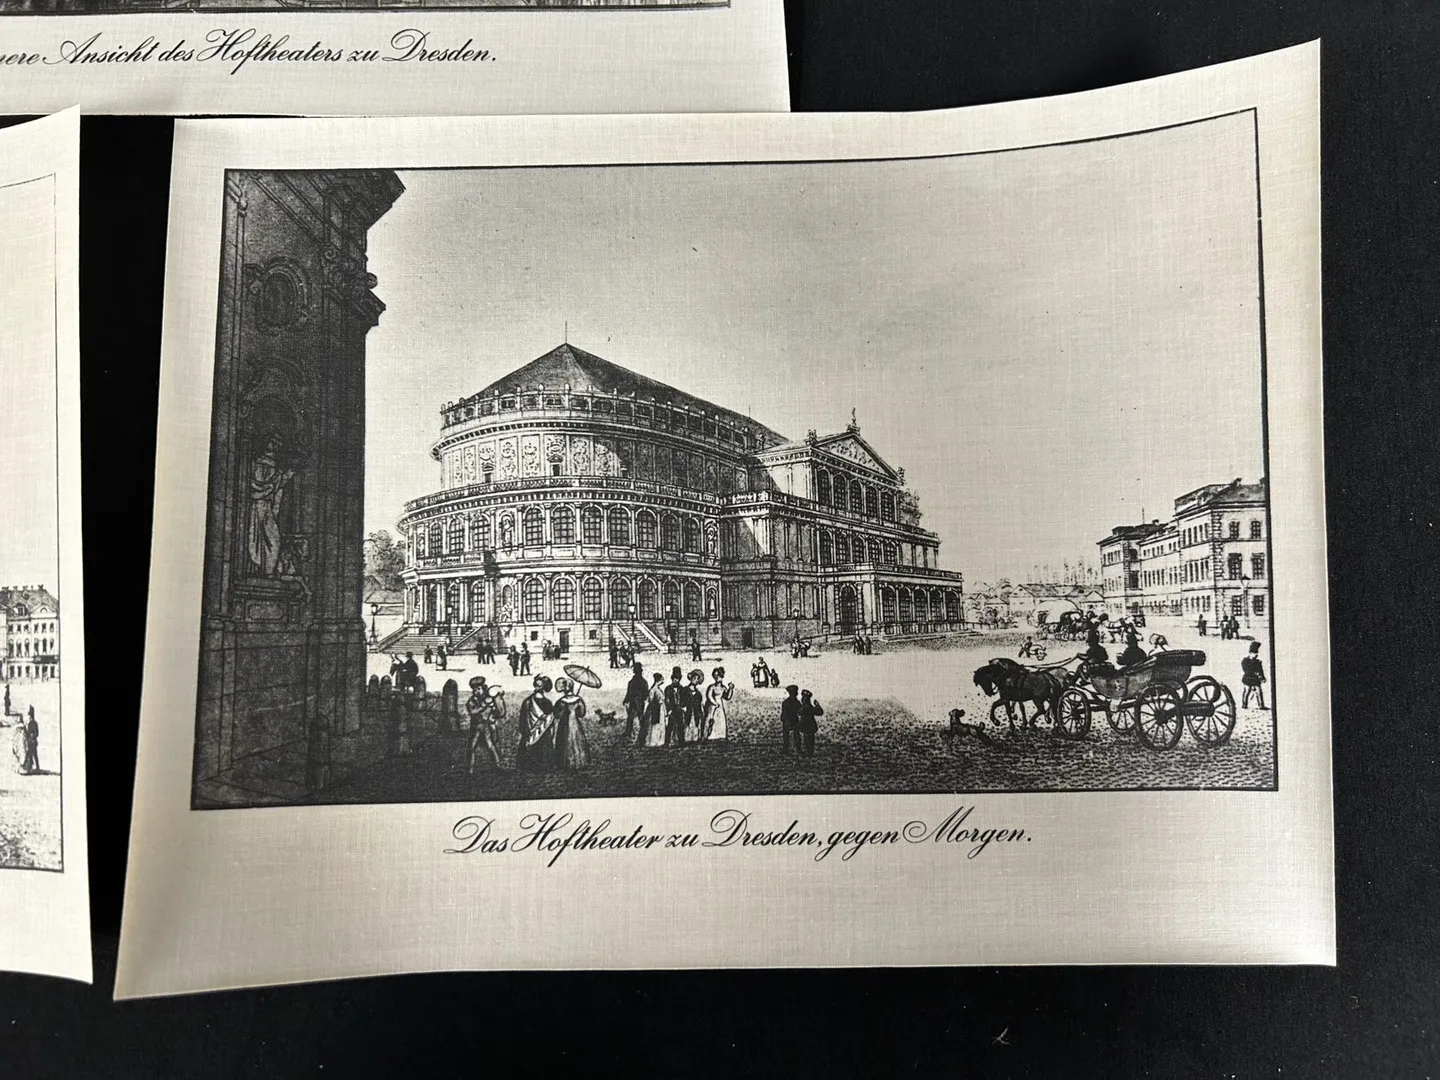 Ansicht des Hoftheaters zu Dresden.
Das Hoftheater zu Dresden, gegen Morgen.